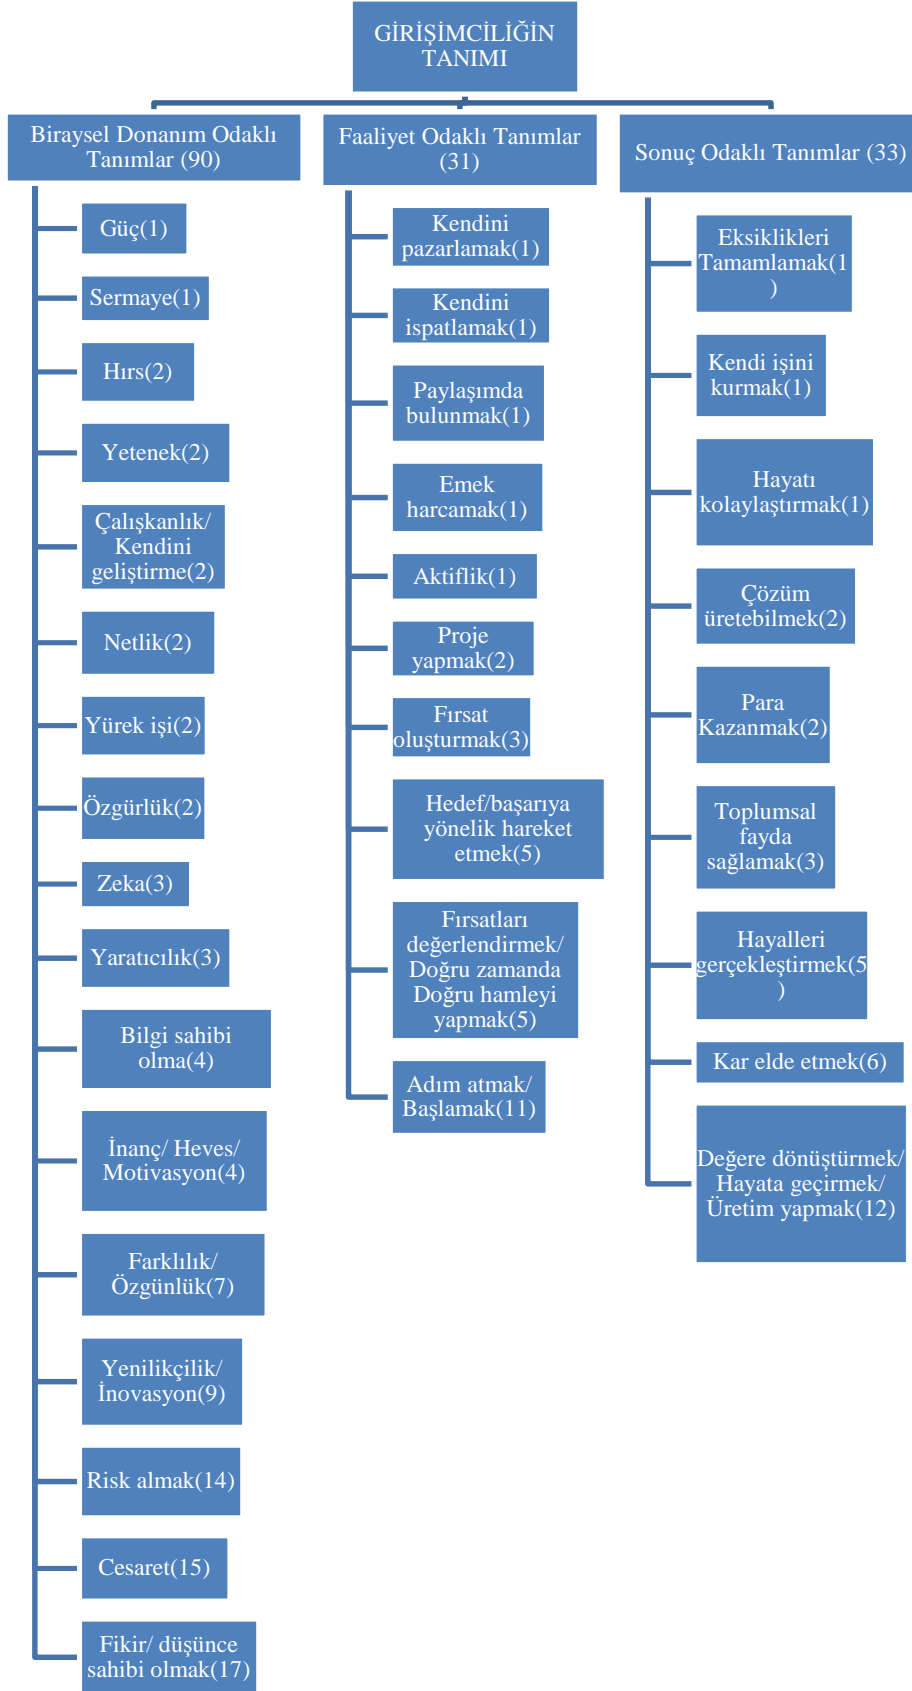 GİRİŞİMCİLİĞİN
TANIMI
Biraysel Donanım Odaklı
Tanımlar (90)
Güç(1)
Sermaye(1)
Hırs(2)
Yetenek(2)
Çalışkanlık/
Kendini
geliştirme(2)
Netlik(2)
Yürek işi(2)
Özgürlük(2)
Zeka(3)
Yaratıcılık(3)
Bilgi sahibi
olma(4)
İnanç/ Heves/
Motivasyon(4)
Farklılık/
Özgünlük(7)
Yenilikçilik/
İnovasyon(9)
Risk almak(14)
Cesaret(15)
Fikir/ düşünce
sahibi olmak(17)
Faaliyet Odaklı Tanımlar
(31)
Kendini
pazarlamak(1)
Kendini
ispatlamak(1)
Paylaşımda
bulunmak(1)
Emek
harcamak(1)
Aktiflik(1)
Proje
yapmak(2)
Fırsat
oluşturmak(3)
Hedef/başarıya
yönelik hareket
etmek(5)
Fırsatları
değerlendirmek/
Doğru zamanda
Doğru hamleyi
yapmak(5)
Adım atmak/
Başlamak(11)
Sonuç Odaklı Tanımlar (33)
Eksiklikleri
Tamamlamak(1
)
Kendi işini
kurmak(1)
Hayatı
kolaylaştırmak(1)
Çözüm
üretebilmek(2)
Para
Kazanmak(2)
Toplumsal
fayda
sağlamak(3)
Hayalleri
gerçekleştirmek(5
)
Kar elde etmek(6)
Değere dönüştürmek/
Hayata geçirmek/
Üretim yapmak(12)